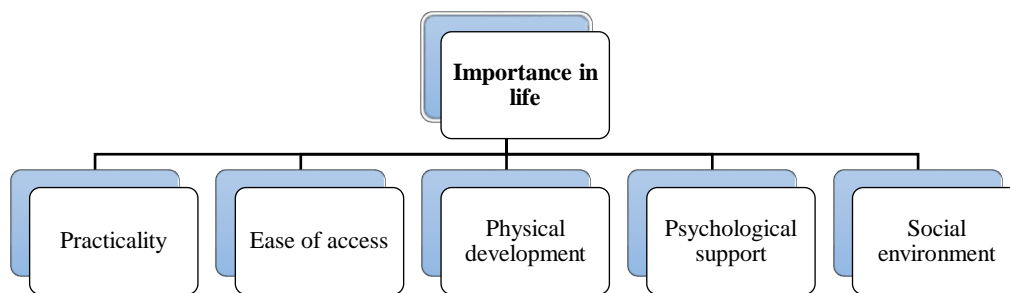 Importance in
life
Practicality
Ease of access
Physical
development
Psychological
support
Social
environment